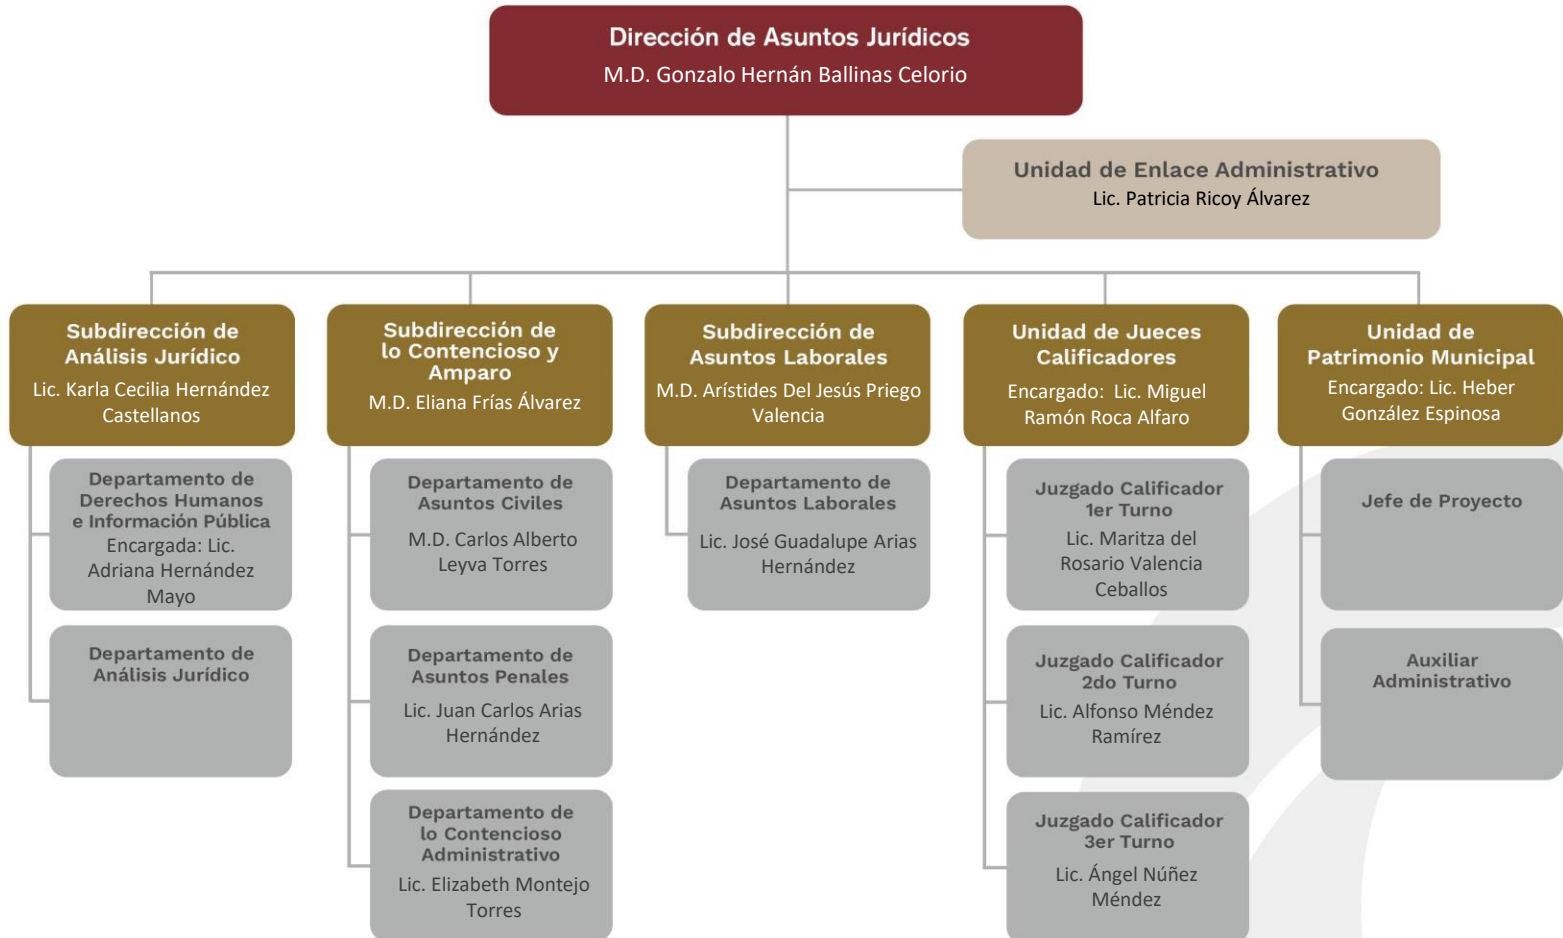 Dirección de Asuntos Jurídicos
M.D. Gonzalo Hernán Ballinas Celorio
Unidad de Enlace Administrativo
Lic. Patricia Ricoy Álvarez
Subdirección de
Análisis Jurídico
Lic. Karla Cecilia Hernández
Castellanos
Subdirección de
lo Contencioso y
Amparo
M.D. Eliana Frías Álvarez
Subdirección de
Asuntos Laborales
M.D. Arístides Del Jesús Priego
Valencia
Unidad de Jueces
Calificadores
Encargado: Lic. Miguel
Ramón Roca Alfaro
Unidad de
Patrimonio Municipal
Encargado: Lic. Heber
González Espinosa
Departamento de
Derechos Humanos
e Información Pública
Encargada: Lic.
Adriana Hernández
Mayo
Departamento de
Análisis Jurídico
Departamento de
Asuntos Civiles
M.D. Carlos Alberto
Leyva Torres
Departamento de
Asuntos Penales
Lic. Juan Carlos Arias
Hernández
Departamento de
lo Contencioso
Administrativo
Lic. Elizabeth Montejo
Torres
Departamento de
Asuntos Laborales
Lic. José Guadalupe Arias
Hernández
Juzgado Calificador
1er Turno
Lic. Maritza del
Rosario Valencia
Ceballos
Juzgado Calificador
2do Turno
Lic. Alfonso Méndez
Ramírez
Juzgado Calificador
3er Turno
Lic. Ángel Núñez
Méndez
Jefe de Proyecto
Auxiliar
Administrativo